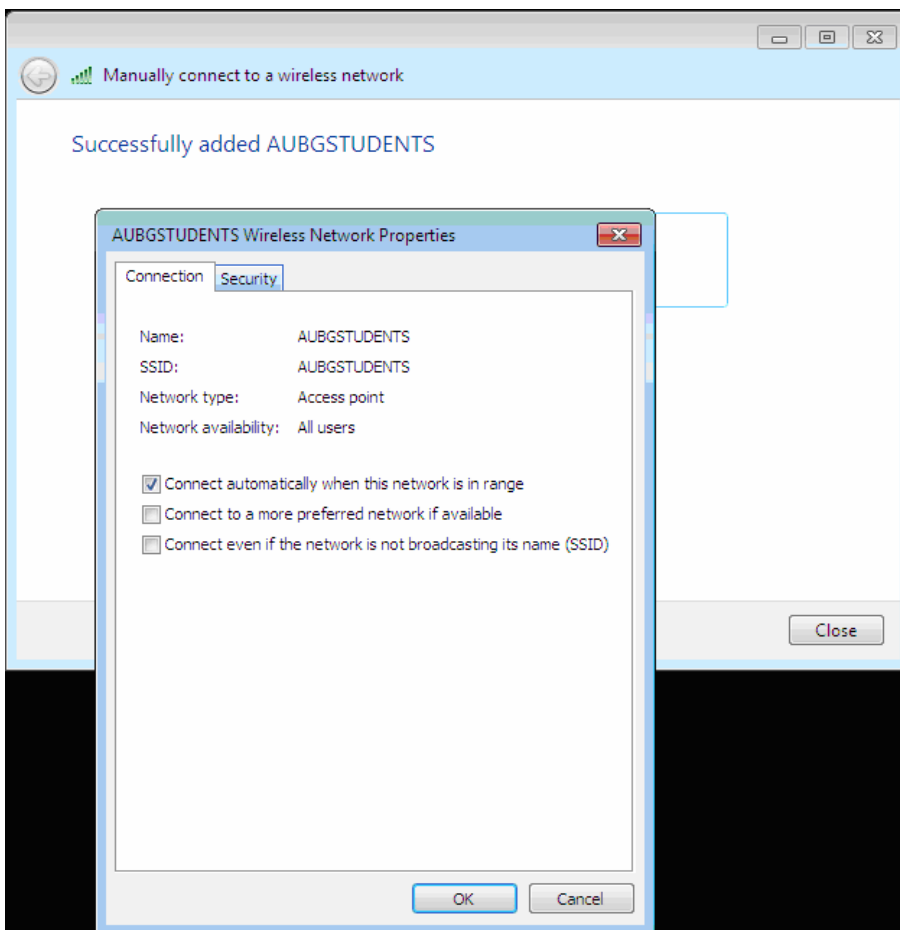 Manually connect to a wireless network
Successfully added AUBGSTUDENTS
AUBGSTUDENTS Wireless Network Properties
Connection Security
Name: AUBGSTUDENTS
SSID: AUBGSTUDENTS
Network type: Access point
Network availability: All users
Connect automatically when this network is in range
Connect to a more preferred network if available
Connect even if the network is not broadcasting its name (SSID)
Close
OK Cancel